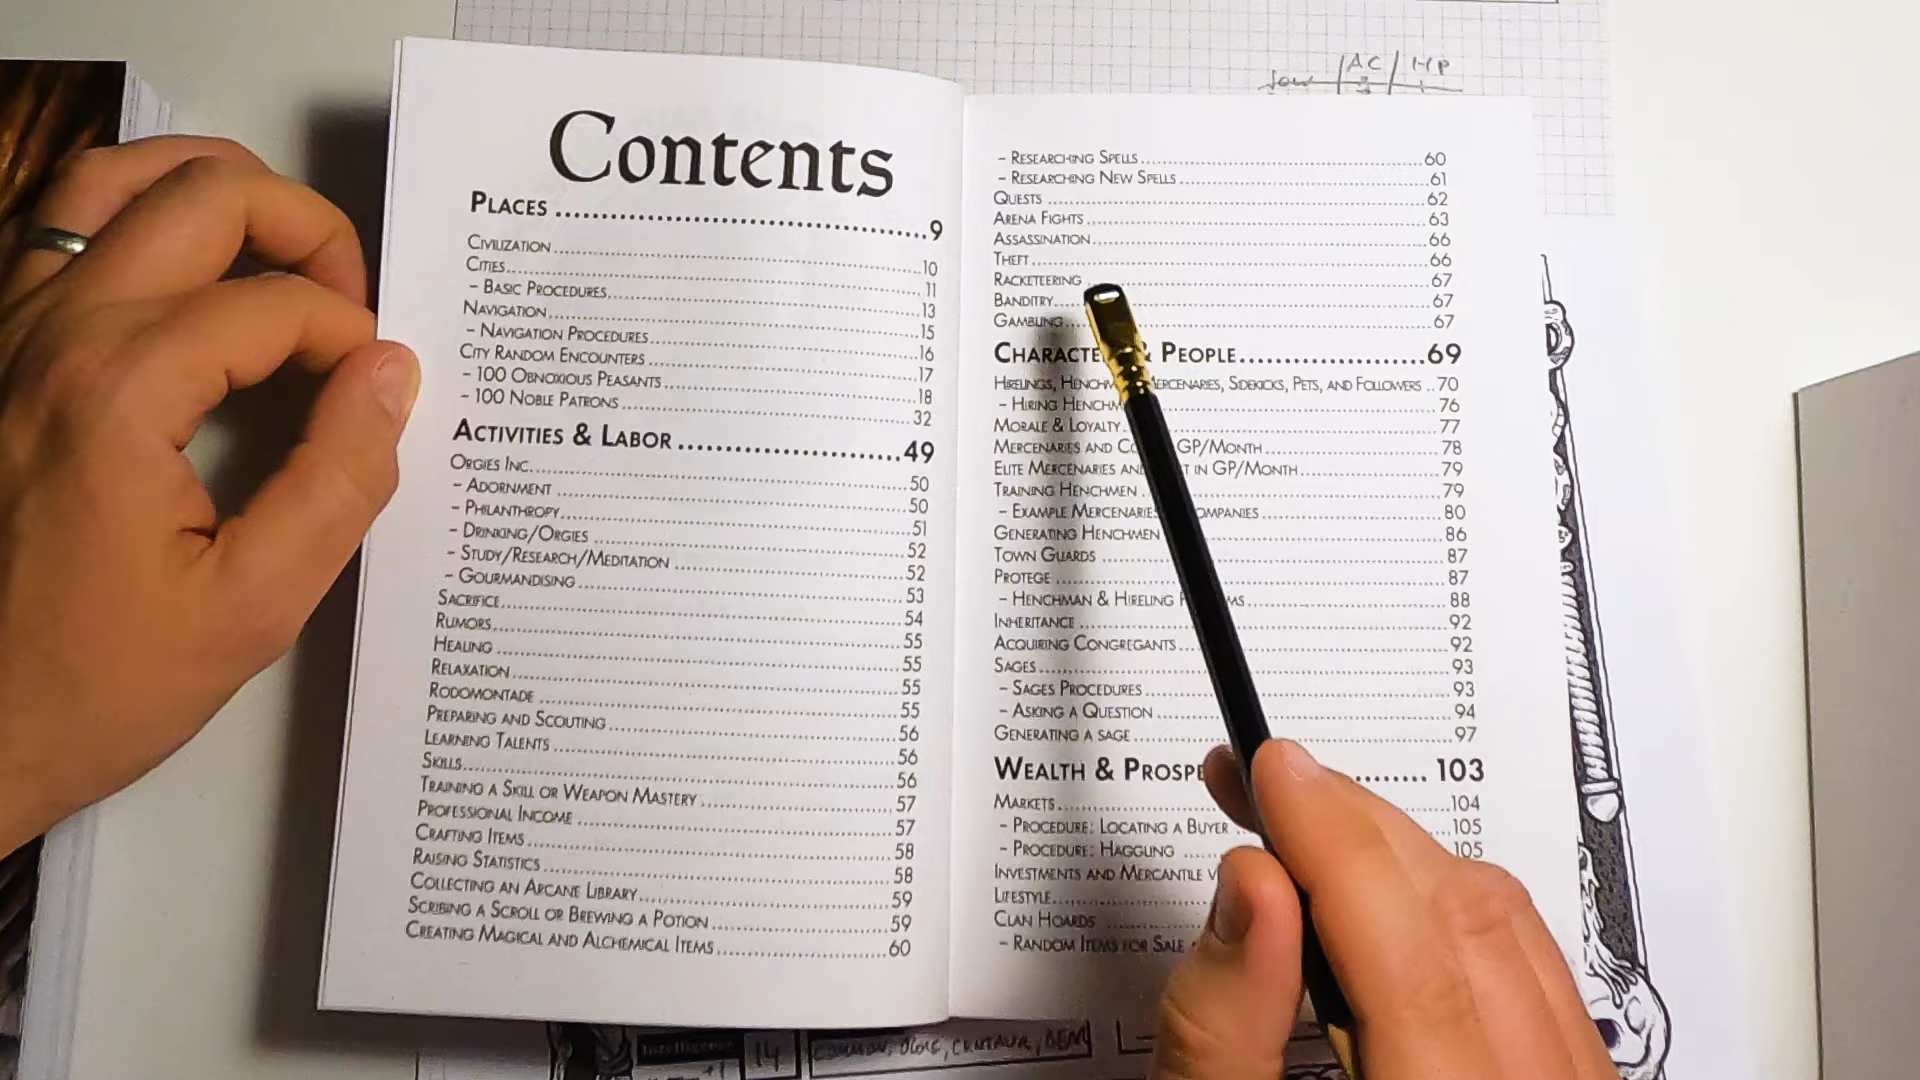 Contents
PLACES ........ 9
CIVILIZATION ........ 10
CITIES ........ 11
– BASIC PROCEDURES ........ 13
NAVIGATION ........ 15
– NAVIGATION PROCEDURES ........ 16
CITY RANDOM ENCOUNTERS ........ 17
– 100 OBNOXIOUS PEASANTS ........ 18
– 100 NOBLE PATRONS ........ 32
ACTIVITIES & LABOR ........ 49
ORGIES INC. ........ 50
– ADORNMENT ........ 50
– PHILANTHROPY ........ 51
– DRINKING/ORGIES ........ 52
– STUDY/RESEARCH/MEDITATION ........ 52
– GOURMANDISING ........ 53
SACRIFICE ........ 54
RUMORS ........ 55
HEALING ........ 55
RELAXATION ........ 55
RODOMONTADE ........ 55
PREPARING AND SCOUTING ........ 56
LEARNING TALENTS ........ 56
SKILLS ........ 56
TRAINING A SKILL OR WEAPON MASTERY ........ 57
PROFESSIONAL INCOME ........ 57
CRAFTING ITEMS ........ 58
RAISING STATISTICS ........ 58
COLLECTING AN ARCANE LIBRARY ........ 59
SCRIBING A SCROLL OR BREWING A POTION ........ 59
CREATING MAGICAL AND ALCHEMICAL ITEMS ........ 60
– RESEARCHING SPELLS ........ 60
– RESEARCHING NEW SPELLS ........ 61
QUESTS ........ 62
ARENA FIGHTS ........ 63
ASSASSINATION ........ 66
THEFT ........ 66
RACKETEERING ........ 67
BANDITRY ........ 67
GAMBLING ........ 67
& PEOPLE ........ 69
HIRELINGS, MERCENARIES, SIDEKICKS, PETS, AND FOLLOWERS .. 70
– HIRING ........ 76
MORALE & LOYALTY ........ 77
MERCENARIES AND GP/MONTH ........ 78
ELITE MERCENARIES AND IN GP/MONTH ........ 79
TRAINING HENCHMEN ........ 79
– EXAMPLE MERCENARIES COMPANIES ........ 80
GENERATING HENCHMEN ........ 86
TOWN GUARDS ........ 87
PROTEGE ........ 87
– HENCHMAN & HIRELING ........ 88
INHERITANCE ........ 92
ACQUIRING CONGREGANTS ........ 92
SAGES ........ 93
– SAGES PROCEDURES ........ 93
– ASKING A QUESTION ........ 94
GENERATING A SAGE ........ 97
WEALTH & ........ 103
MARKETS ........ 104
– PROCEDURE: LOCATING A BUYER ........ 105
– PROCEDURE: HAGGLING ........ 105
INVESTMENTS AND MERCANTILE
LIFESTYLE
CLAN HOARDS
– RANDOM ITEMS FOR SALE
AC HP
Intelligence 14 COMMON, OGRE, CENTAUR,
+1